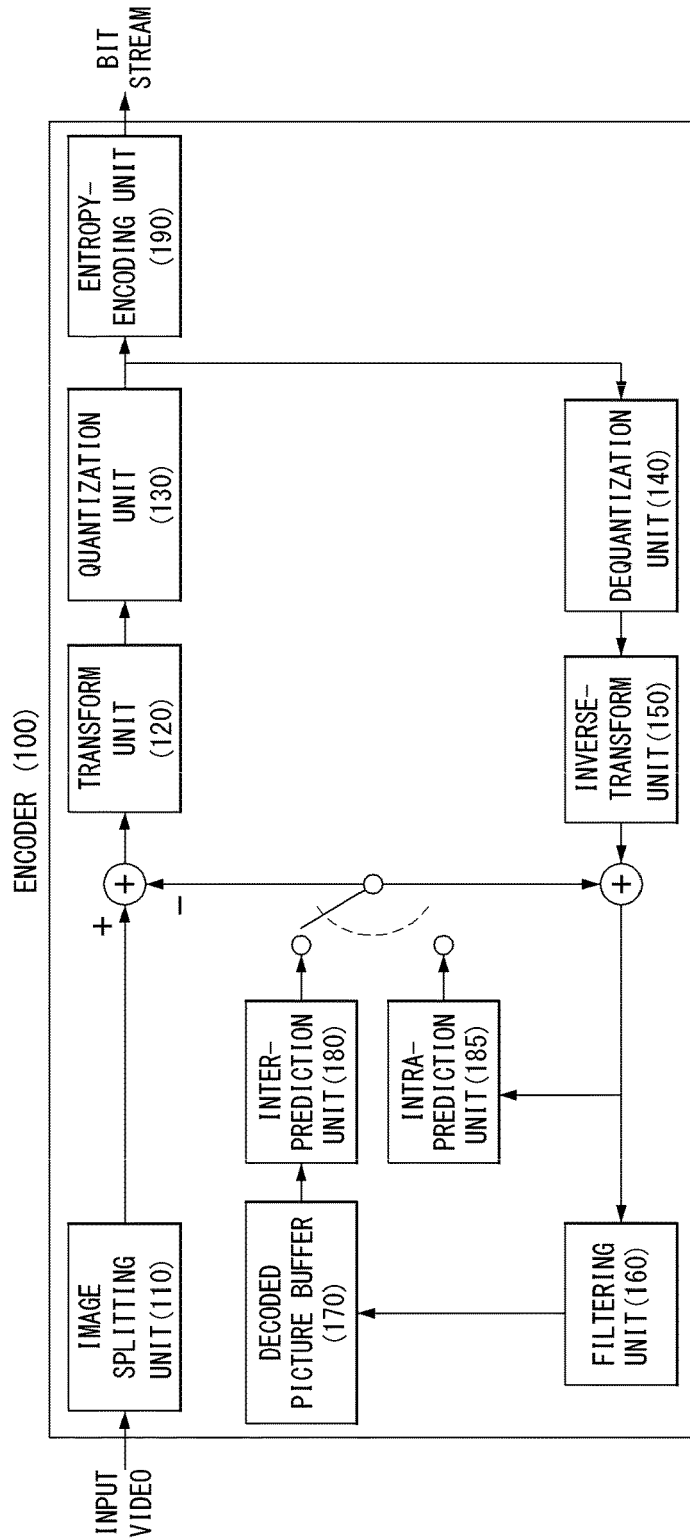 ENCODER (100)
INPUT
VIDEO
IMAGE
SPLITTING
UNIT(110)
+
−
+
TRANSFORM
UNIT
(120)
QUANTIZATION
UNIT
(130)
ENTROPY-
ENCODING UNIT
(190)
BIT
STREAM
DECODED
PICTURE BUFFER
(170)
INTER-
PREDICTION
UNIT(180)
INTRA-
PREDICTION
UNIT(185)
FILTERING
UNIT(160)
+
INVERSE-
TRANSFORM
UNIT(150)
DEQUANTIZATION
UNIT(140)